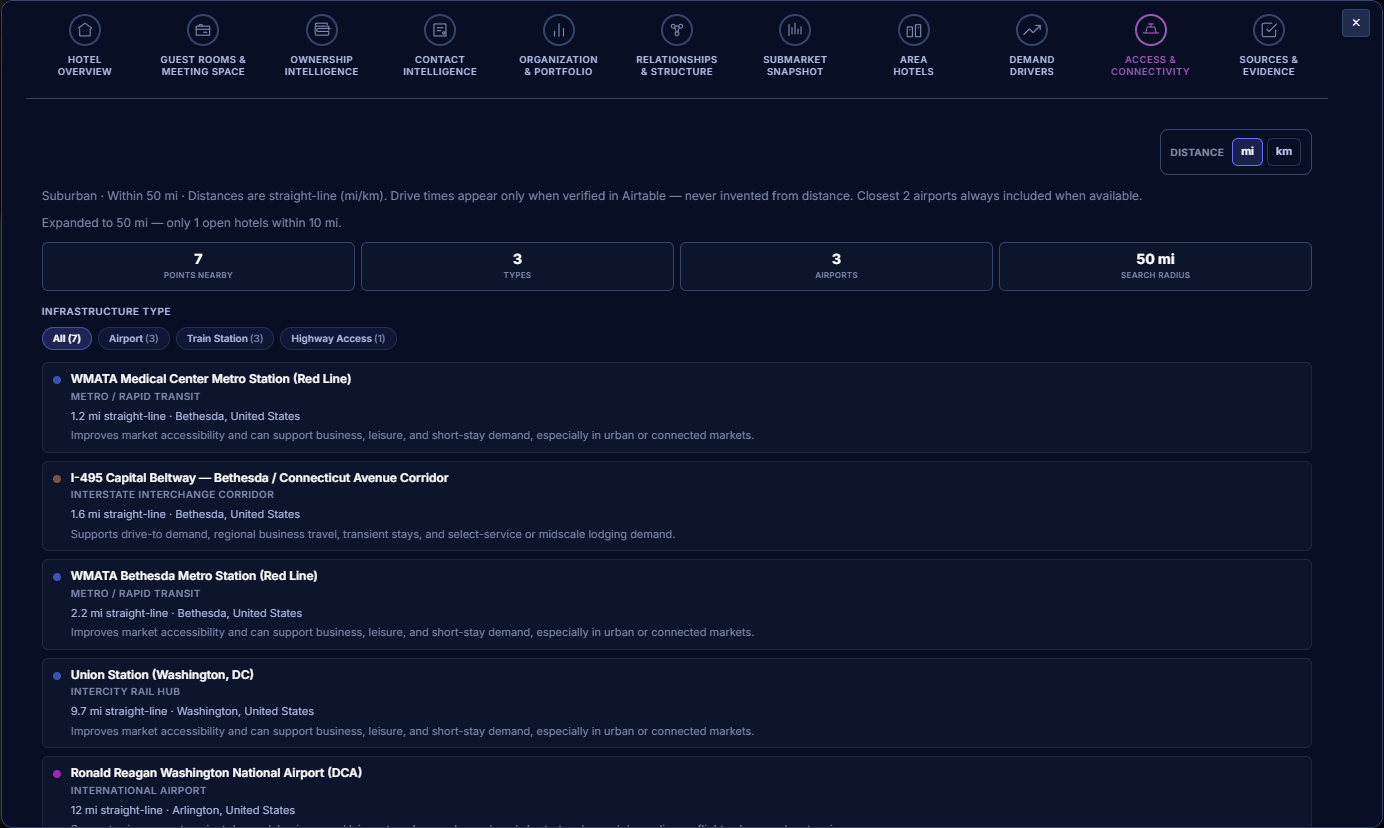 HOTEL
OVERVIEW
GUEST ROOMS &
MEETING SPACE
OWNERSHIP
INTELLIGENCE
CONTACT
INTELLIGENCE
ORGANIZATION
& PORTFOLIO
RELATIONSHIPS
& STRUCTURE
SUBMARKET
SNAPSHOT
AREA
HOTELS
DEMAND
DRIVERS
ACCESS &
CONNECTIVITY
SOURCES &
EVIDENCE
×
DISTANCE mi km
Suburban · Within 50 mi · Distances are straight-line (mi/km). Drive times appear only when verified in Airtable — never invented from distance. Closest 2 airports always included when available.
Expanded to 50 mi — only 1 open hotels within 10 mi.
7
POINTS NEARBY
3
TYPES
3
AIRPORTS
50 mi
SEARCH RADIUS
INFRASTRUCTURE TYPE
All (7) Airport (3) Train Station (3) Highway Access (1)
WMATA Medical Center Metro Station (Red Line)
METRO / RAPID TRANSIT
1.2 mi straight-line · Bethesda, United States
Improves market accessibility and can support business, leisure, and short-stay demand, especially in urban or connected markets.
I-495 Capital Beltway — Bethesda / Connecticut Avenue Corridor
INTERSTATE INTERCHANGE CORRIDOR
1.6 mi straight-line · Bethesda, United States
Supports drive-to demand, regional business travel, transient stays, and select-service or midscale lodging demand.
WMATA Bethesda Metro Station (Red Line)
METRO / RAPID TRANSIT
2.2 mi straight-line · Bethesda, United States
Improves market accessibility and can support business, leisure, and short-stay demand, especially in urban or connected markets.
Union Station (Washington, DC)
INTERCITY RAIL HUB
9.7 mi straight-line · Washington, United States
Improves market accessibility and can support business, leisure, and short-stay demand, especially in urban or connected markets.
Ronald Reagan Washington National Airport (DCA)
INTERNATIONAL AIRPORT
12 mi straight-line · Arlington, United States